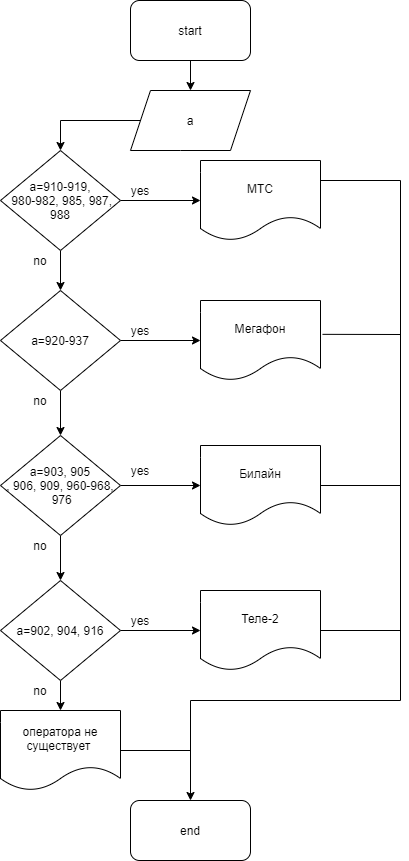 start
a
a=910-919,
980-982, 985, 987,
988
yes
МТС
no
a=920-937
yes
Мегафон
no
a=903, 905
, 906, 909, 960-968,
976
yes
Билайн
no
a=902, 904, 916
yes
Теле-2
no
оператора не
существует
end